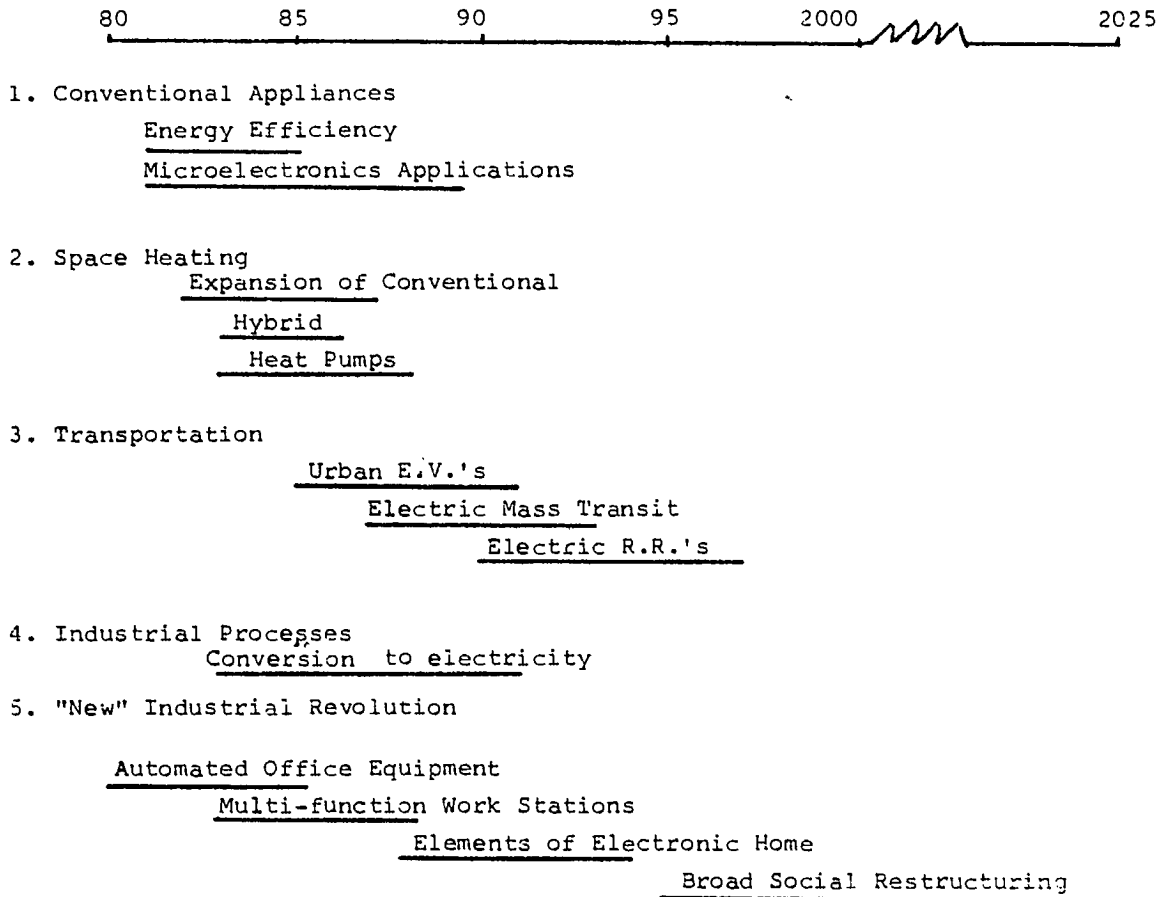 80 85 90 95 2000 2025
1. Conventional Appliances
Energy Efficiency
Microelectronics Applications
2. Space Heating
Expansion of Conventional
Hybrid
Heat Pumps
3. Transportation
Urban E.V.'s
Electric Mass Transit
Electric R.R.'s
4. Industrial Processes
Conversion to electricity
5. "New" Industrial Revolution
Automated Office Equipment
Multi-function Work Stations
Elements of Electronic Home
Broad Social Restructuring